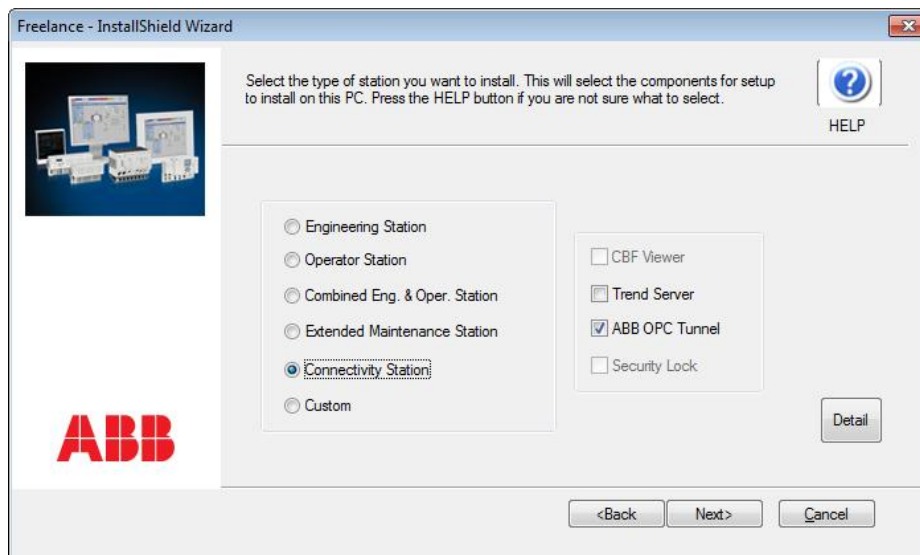 Freelance - InstallShield Wizard
Select the type of station you want to install. This will select the components for setup
to install on this PC. Press the HELP button if you are not sure what to select.
HELP
Engineering Station
Operator Station
Combined Eng. & Oper. Station
Extended Maintenance Station
Connectivity Station
Custom
CBF Viewer
Trend Server
ABB OPC Tunnel
Security Lock
Detail
ABB
<Back
Next>
Cancel